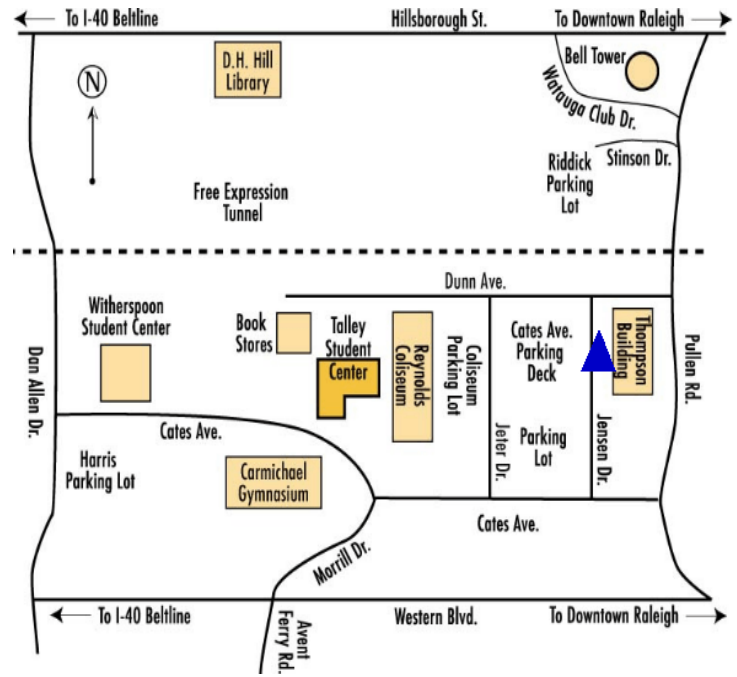 To I-40 Beltline
Hillsborough St.
To Downtown Raleigh
D.H. Hill
Library
Bell Tower
N
Watauga Club Dr.
Stinson Dr.
Riddick
Parking
Lot
Free Expression
Tunnel
Dunn Ave.
Witherspoon
Student Center
Book
Stores
Talley
Student
Center
Reynolds
Coliseum
Coliseum
Parking Lot
Cates Ave.
Parking
Deck
Thompson
Building
Pullen Rd.
Dan Allen Dr.
Cates Ave.
Harris
Parking Lot
Carmichael
Gymnasium
Jeter Dr.
Parking
Lot
Jensen Dr.
Cates Ave.
Morrill Dr.
To I-40 Beltline
Avent
Ferry Rd.
Western Blvd.
To Downtown Raleigh